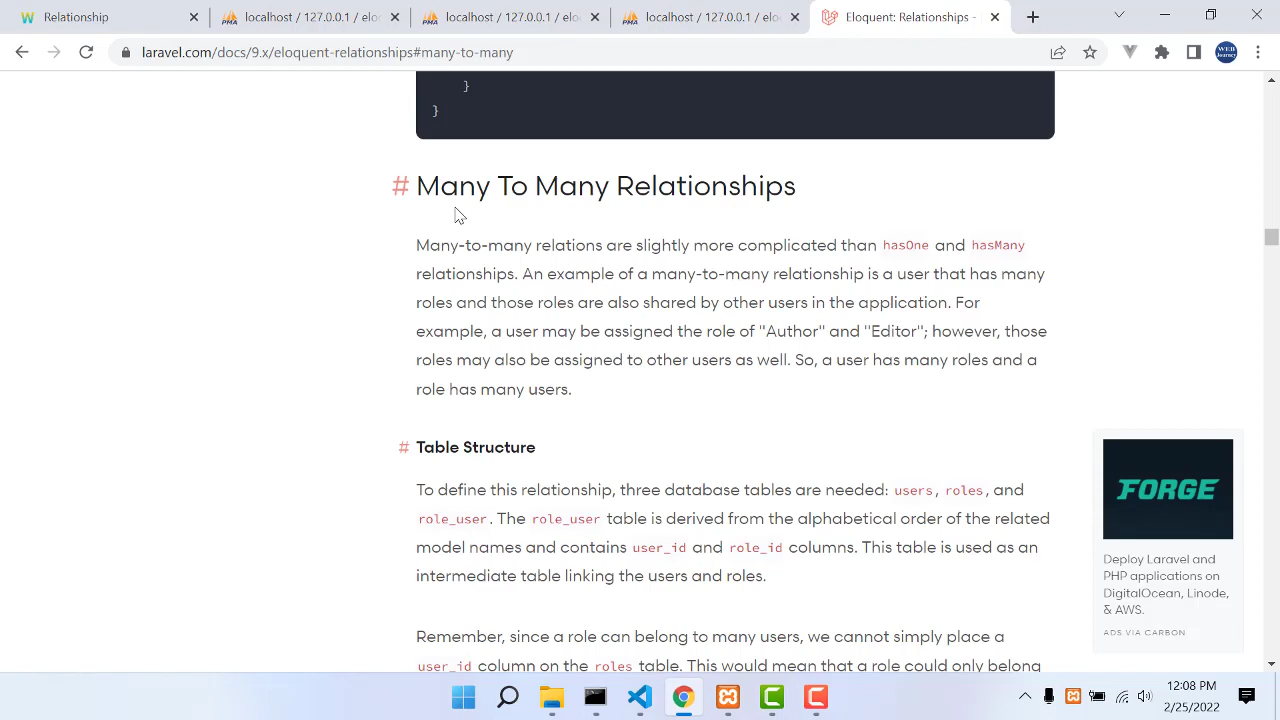 Relationship
localhost / 127.0.0.1 / elo
localhost / 127.0.0.1 / elo
localhost / 127.0.0.1 / elo
Eloquent: Relationships -
laravel.com/docs/9.x/eloquent-relationships#many-to-many
WEB
Journey
}
}
# Many To Many Relationships
Many-to-many relations are slightly more complicated than hasOne and hasMany
relationships. An example of a many-to-many relationship is a user that has many
roles and those roles are also shared by other users in the application. For
example, a user may be assigned the role of "Author" and "Editor"; however, those
roles may also be assigned to other users as well. So, a user has many roles and a
role has many users.
# Table Structure
To define this relationship, three database tables are needed: users, roles, and
role_user. The role_user table is derived from the alphabetical order of the related
model names and contains user_id and role_id columns. This table is used as an
intermediate table linking the users and roles.
Remember, since a role can belong to many users, we cannot simply place a
user_id column on the roles table. This would mean that a role could only belong
FORGE
Deploy Laravel and
PHP applications on
DigitalOcean, Linode,
& AWS.
ADS VIA CARBON
12:08 PM
2/25/2022